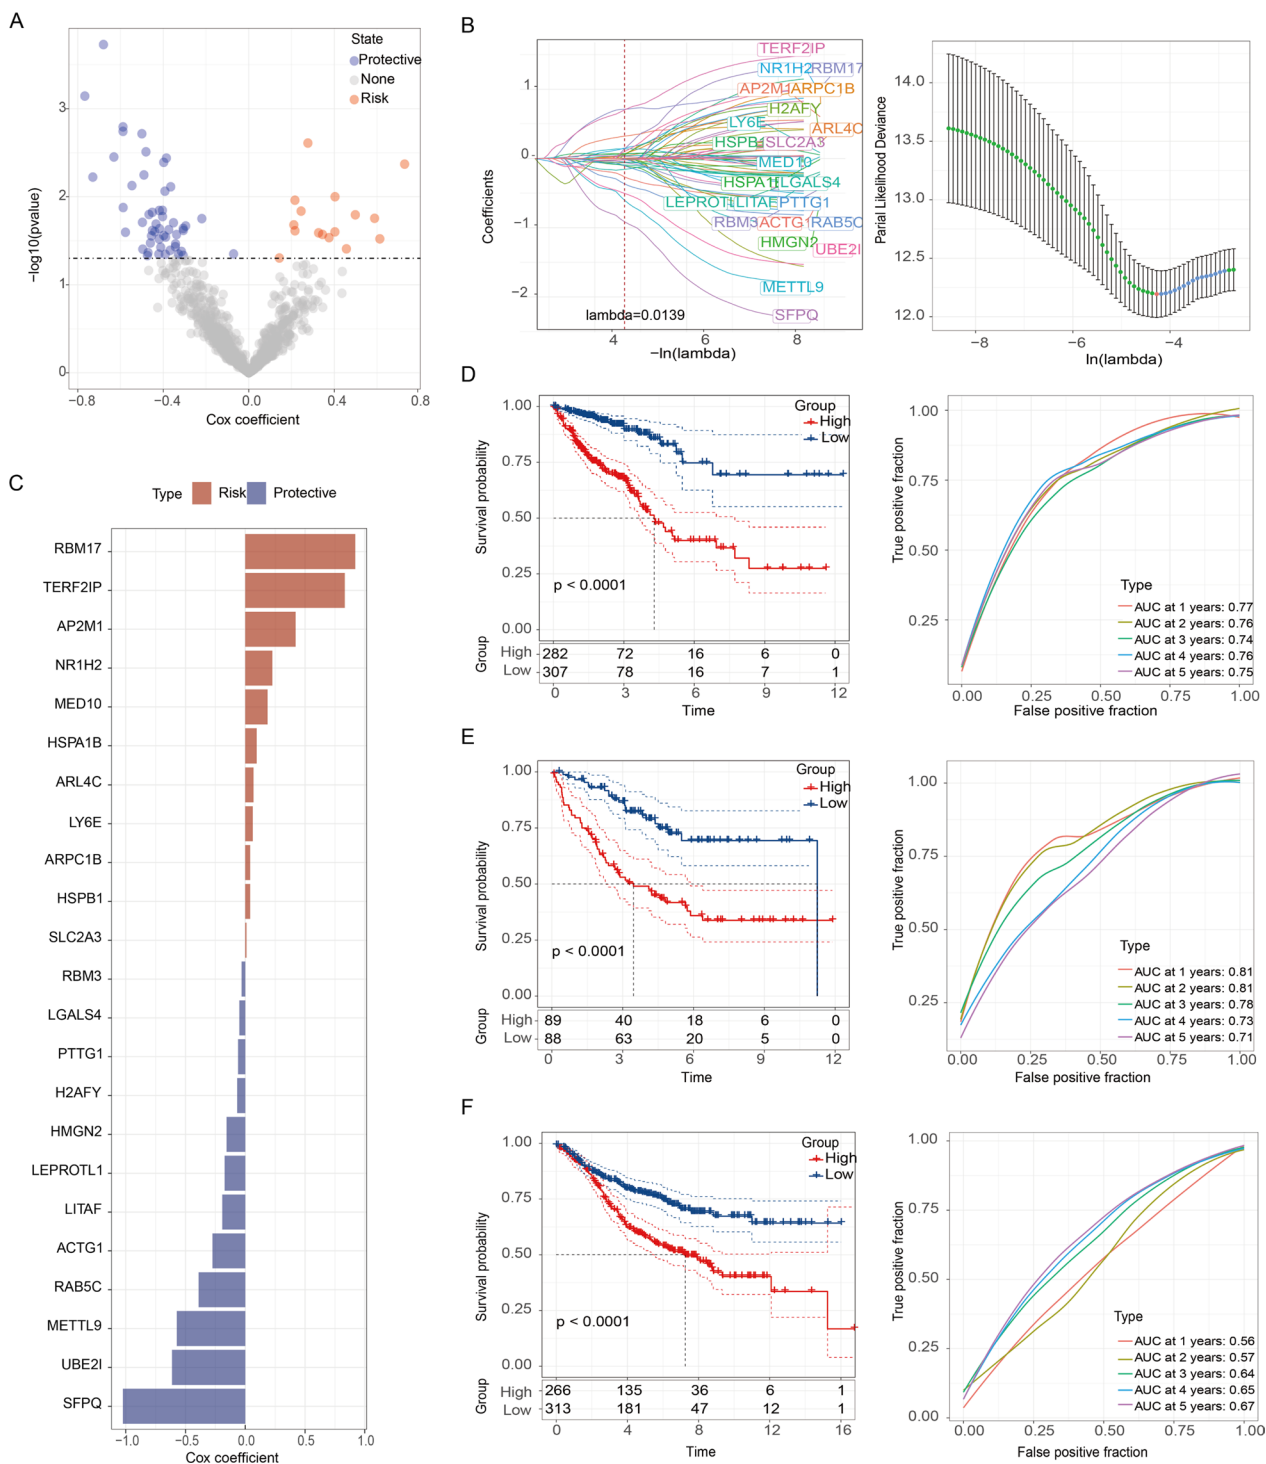 A
State
Protective
None
Risk
3
2
1
0
−log10(pvalue)
−0.8
−0.4
0.0
0.4
0.8
Cox coefficient
B
TERF2IP
NR1H2
RBM17
AP2M1
ARPC1B
H2AFY
LY6E
ARL4C
HSPB1
SLC2A3
MED10
HSPA1B
LGALS4
LEPROTL1
LITAF
PTTG1
RBM3
ACTG1
RAB5C
HMGN2
UBE2I
METTL9
SFPQ
lambda=0.0139
1
0
−1
−2
Coefficients
4
6
8
−ln(lambda)
14.0
13.5
13.0
12.5
12.0
Parial Likelihood Deviance
−8
−6
−4
ln(lambda)
C
Type
Risk
Protective
RBM17
TERF2IP
AP2M1
NR1H2
MED10
HSPA1B
ARL4C
LY6E
ARPC1B
HSPB1
SLC2A3
RBM3
LGALS4
PTTG1
H2AFY
HMGN2
LEPROTL1
LITAF
ACTG1
RAB5C
METTL9
UBE2I
SFPQ
−1.0
−0.5
0.0
0.5
1.0
Cox coefficient
D
Group
High
Low
1.00
0.75
0.50
0.25
0.00
Survival probability
p < 0.0001
Group
High 282 72 16 6 0
Low 307 78 16 7 1
0 3 6 9 12
Time
1.00
0.75
0.50
0.25
True positive fraction
Type
AUC at 1 years: 0.77
AUC at 2 years: 0.76
AUC at 3 years: 0.74
AUC at 4 years: 0.76
AUC at 5 years: 0.75
0.00 0.25 0.50 0.75 1.00
False positive fraction
E
Group
High
Low
1.00
0.75
0.50
0.25
0.00
Survival probability
p < 0.0001
Group
High 89 40 18 6 0
Low 88 63 20 5 0
0 3 6 9 12
Time
1.00
0.75
0.50
0.25
True positive fraction
Type
AUC at 1 years: 0.81
AUC at 2 years: 0.81
AUC at 3 years: 0.78
AUC at 4 years: 0.73
AUC at 5 years: 0.71
0.00 0.25 0.50 0.75 1.00
False positive fraction
F
Group
High
Low
1.00
0.75
0.50
0.25
0.00
Survival probability
p < 0.0001
Group
High 266 135 36 6 1
Low 313 181 47 12 1
0 4 8 12 16
Time
1.00
0.75
0.50
0.25
0.00
True positive fraction
Type
AUC at 1 years: 0.56
AUC at 2 years: 0.57
AUC at 3 years: 0.64
AUC at 4 years: 0.65
AUC at 5 years: 0.67
0.00 0.25 0.50 0.75 1.00
False positive fraction